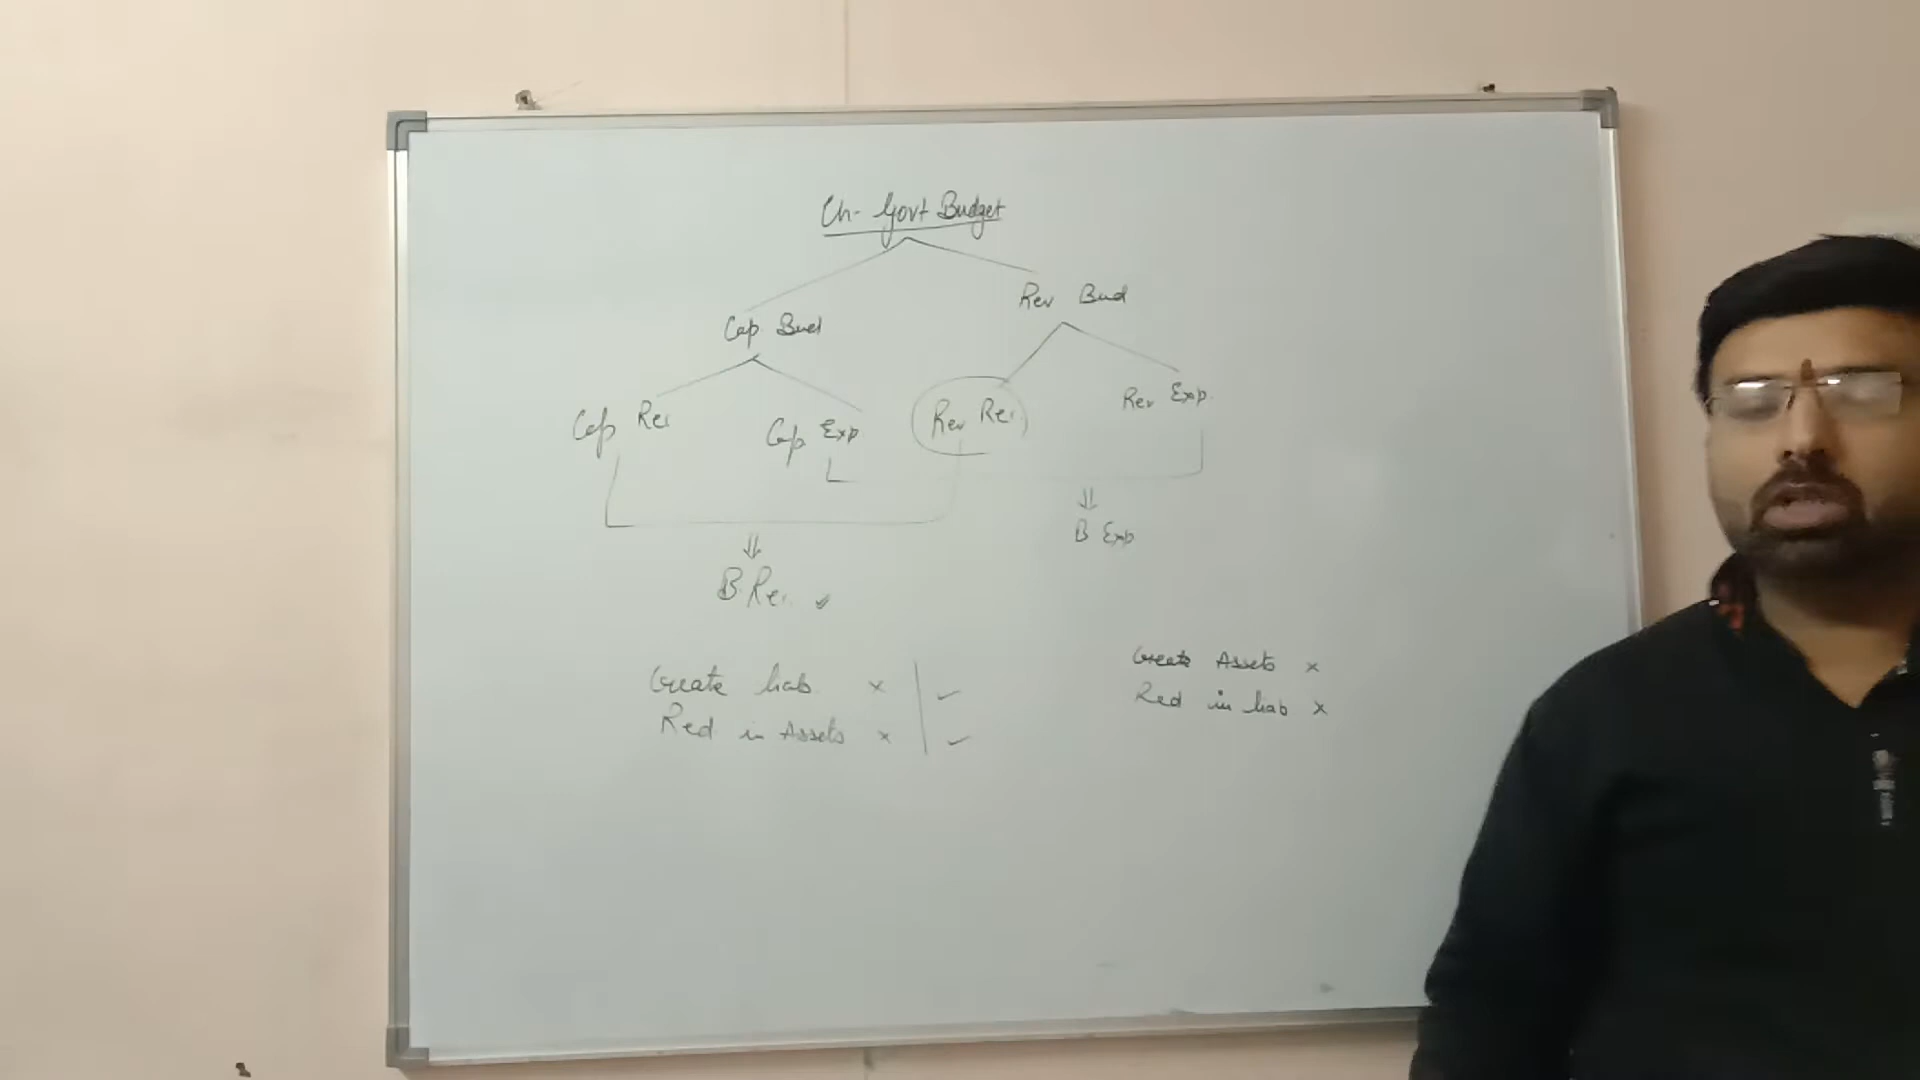 Ch- Govt Budget
Rev Bud
Cap Bud
Cap Rec
Cap Exp
Rev Rec.
Rev Exp.
⇓
B Exp
⇓
B. Rec. ✓
Create liab x | ✓
Red in Assets x | ✓
Create Assets x
Red in liab x